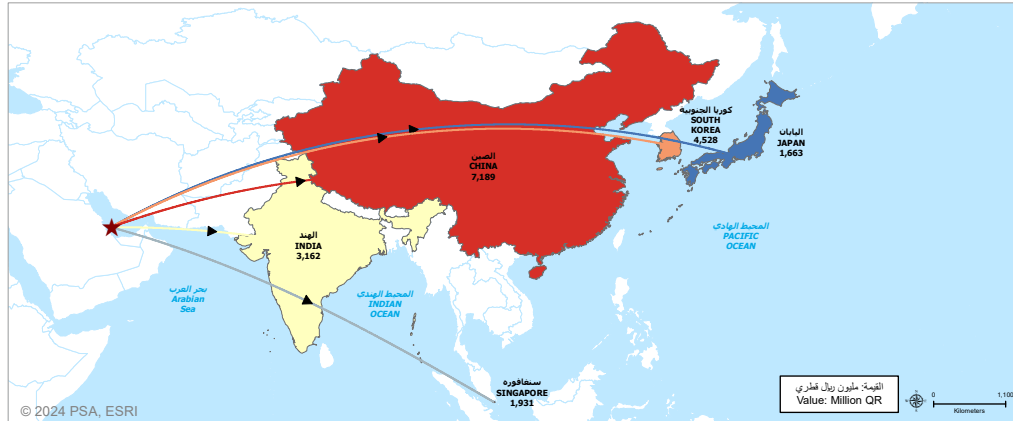 كوريا الجنوبية
SOUTH
KOREA
4,528
اليابان
JAPAN
1,663
الصين
CHINA
7,189
الهند
INDIA
3,162
المحيط الهادي
PACIFIC
OCEAN
بحر العرب
Arabian
Sea
المحيط الهندي
INDIAN
OCEAN
سنغافورة
SINGAPORE
1,931
القيمة: مليون ريال قطري
Value: Million QR
0 1,100
Kilometers
© 2024 PSA, ESRI